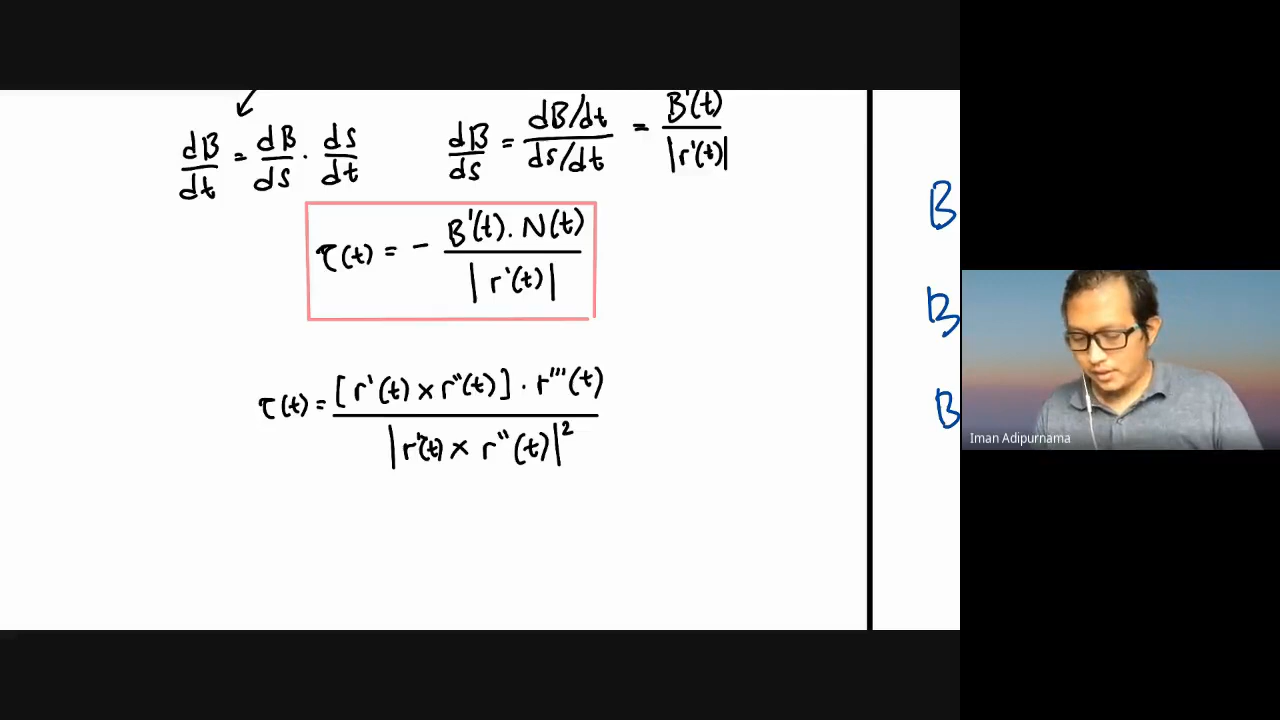 dB/dt = dB/ds · ds/dt
dB/ds = (dB/dt)/(ds/dt) = B'(t)/|r'(t)|
τ(t) = - B'(t) · N(t)/|r'(t)|
τ(t) = [r'(t) × r''(t)] · r'''(t)/|r'(t) × r''(t)|²
B
B
B
Iman Adipurnama